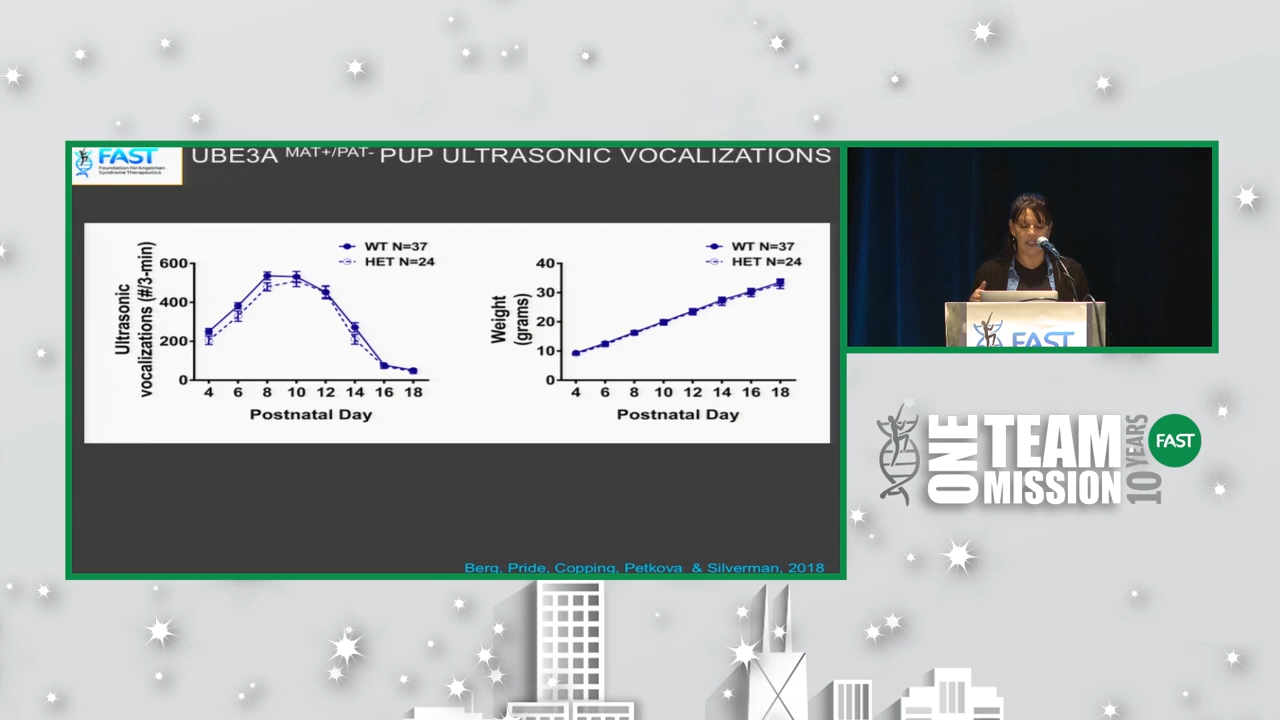 FAST
Foundation for Angelman
Syndrome Therapeutics
UBE3A MAT+/PAT- PUP ULTRASONIC VOCALIZATIONS
Ultrasonic
vocalizations (#/3-min)
WT N=37
HET N=24
600
400
200
0
4 6 8 10 12 14 16 18
Postnatal Day
Weight
(grams)
WT N=37
HET N=24
40
30
20
10
0
4 6 8 10 12 14 16 18
Postnatal Day
Berg, Pride, Copping, Petkova & Silverman, 2018
FAST
ONE
TEAM
MISSION
10 YEARS
FAST